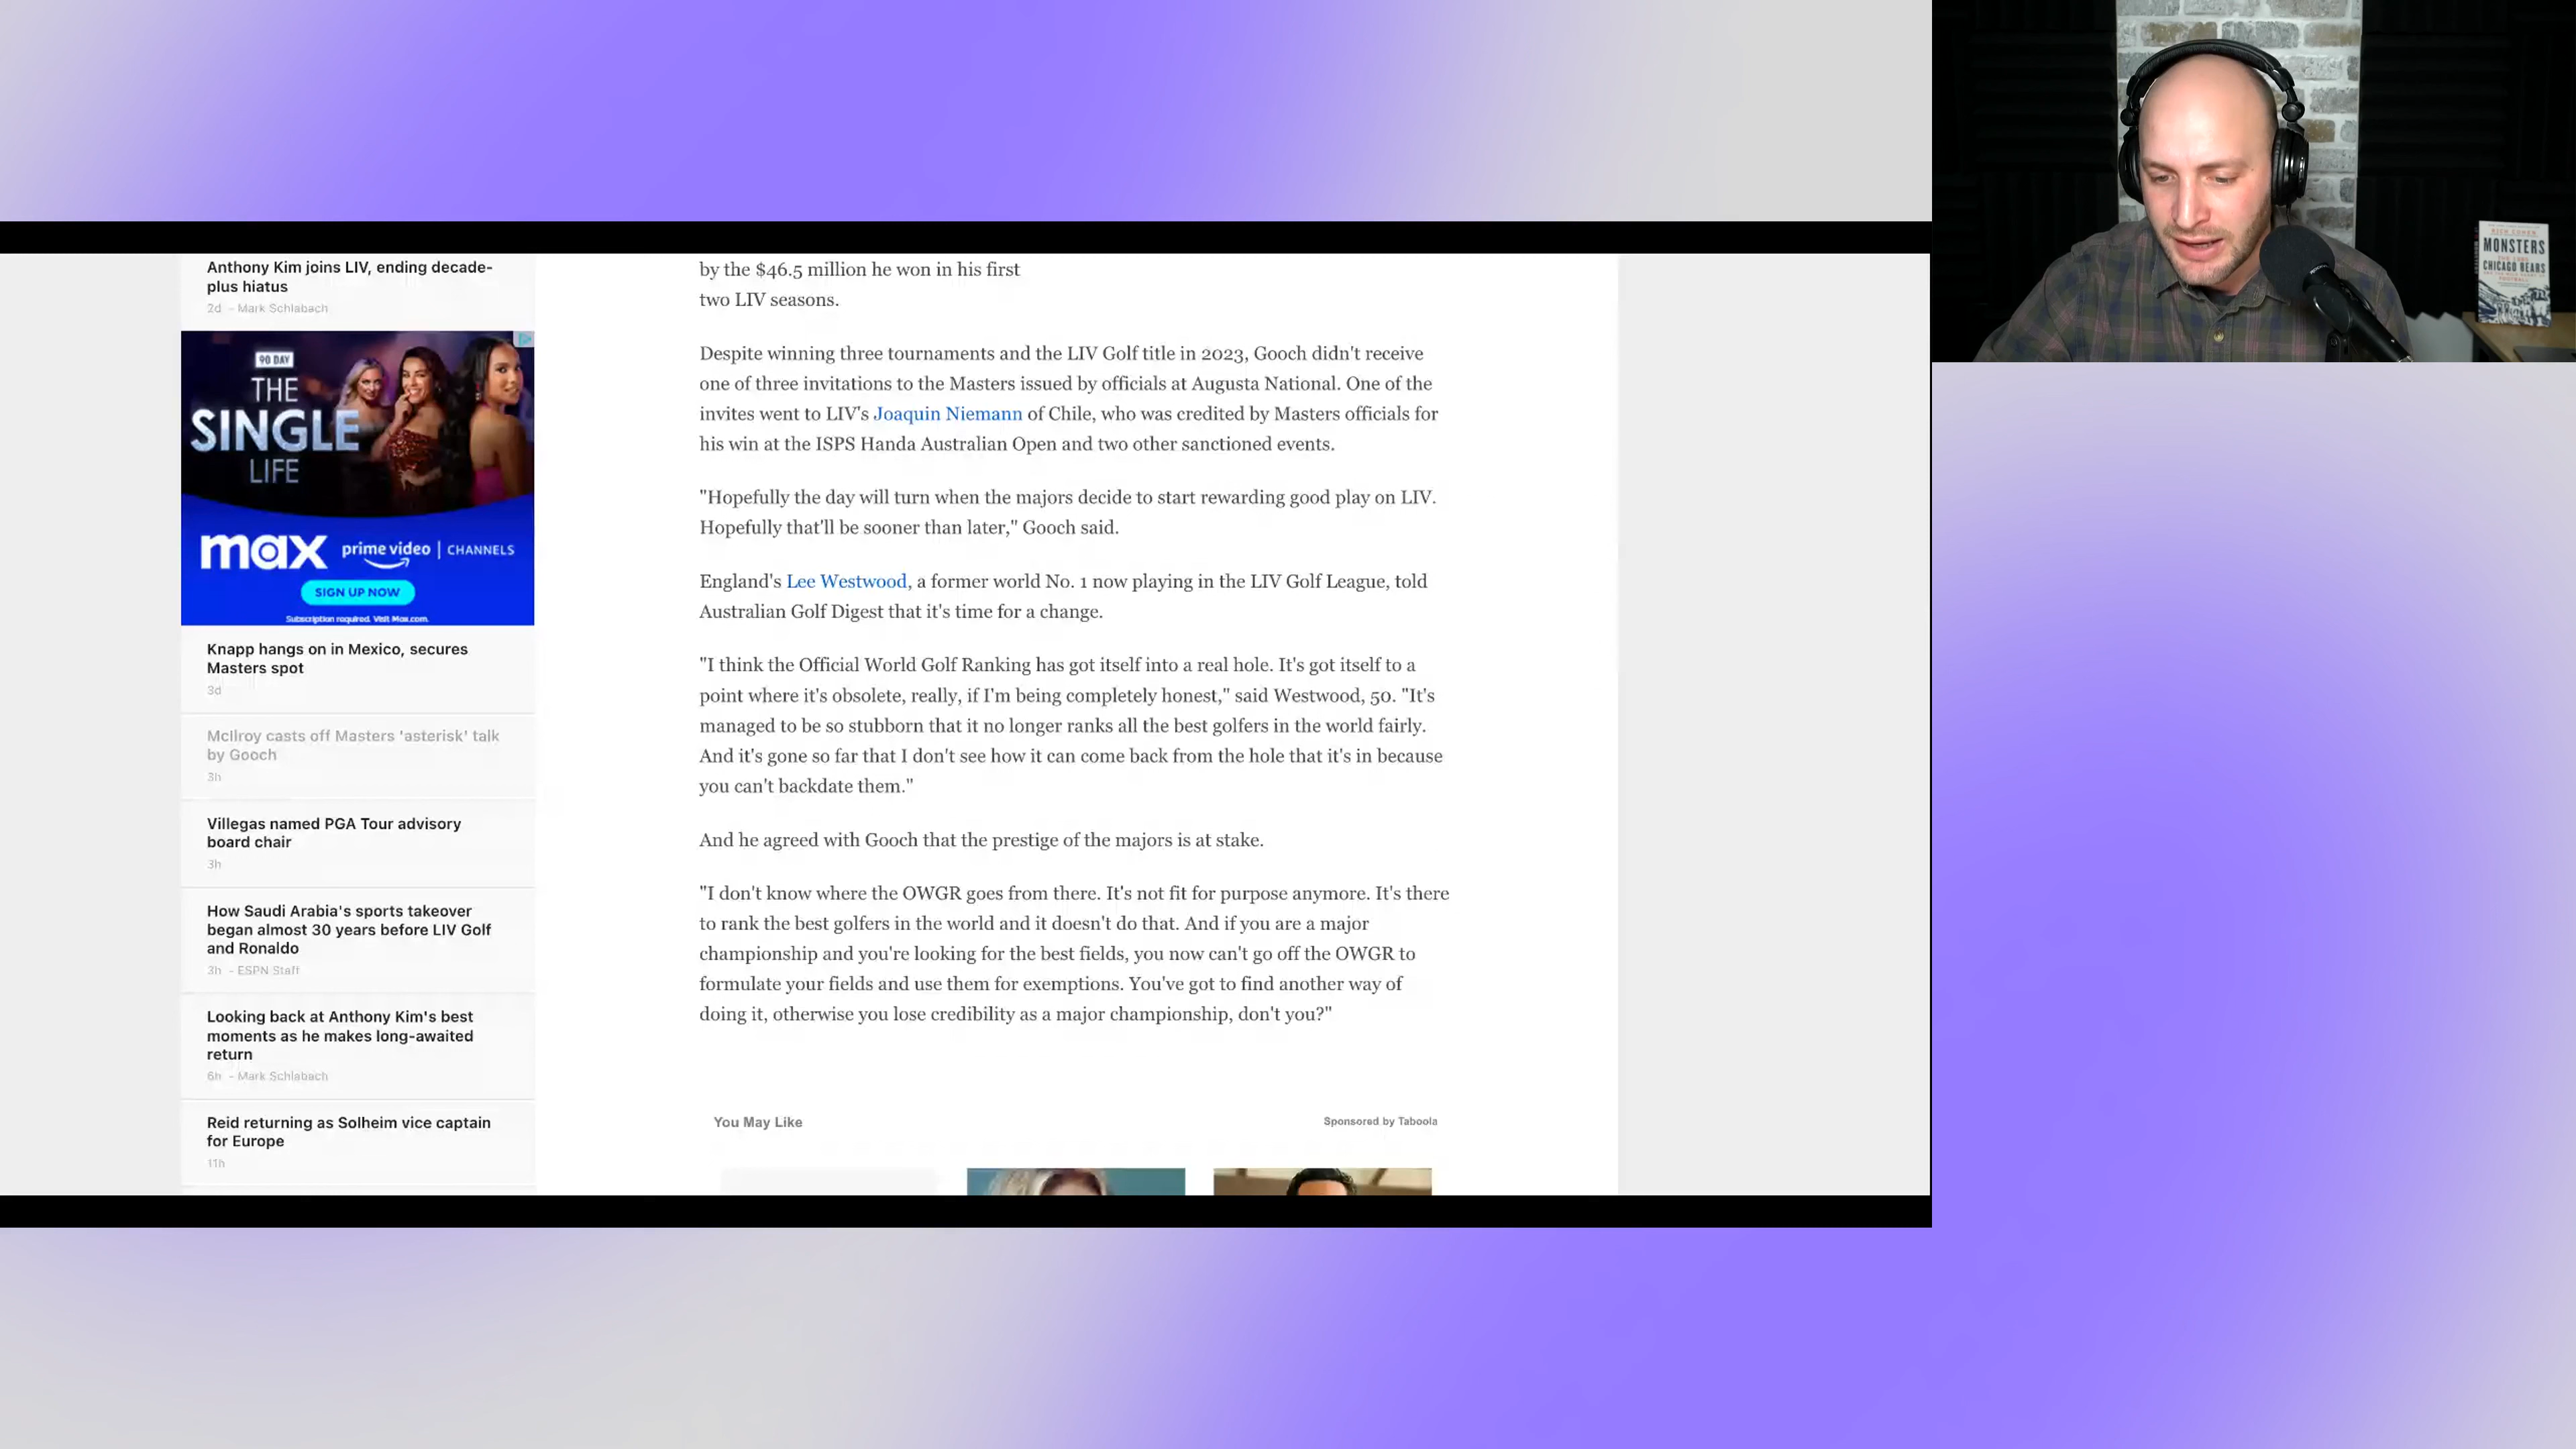 Anthony Kim joins LIV, ending decade-
plus hiatus
2d - Mark Schlabach
90 DAY
THE
SINGLE
LIFE
max prime video | CHANNELS
SIGN UP NOW
Subscription required. Visit Max.com.
Knapp hangs on in Mexico, secures
Masters spot
3d
McIlroy casts off Masters 'asterisk' talk
by Gooch
3h
Villegas named PGA Tour advisory
board chair
3h
How Saudi Arabia's sports takeover
began almost 30 years before LIV Golf
and Ronaldo
3h - ESPN Staff
Looking back at Anthony Kim's best
moments as he makes long-awaited
return
6h - Mark Schlabach
Reid returning as Solheim vice captain
for Europe
11h
by the $46.5 million he won in his first
two LIV seasons.
Despite winning three tournaments and the LIV Golf title in 2023, Gooch didn't receive
one of three invitations to the Masters issued by officials at Augusta National. One of the
invites went to LIV's Joaquin Niemann of Chile, who was credited by Masters officials for
his win at the ISPS Handa Australian Open and two other sanctioned events.
"Hopefully the day will turn when the majors decide to start rewarding good play on LIV.
Hopefully that'll be sooner than later," Gooch said.
England's Lee Westwood, a former world No. 1 now playing in the LIV Golf League, told
Australian Golf Digest that it's time for a change.
"I think the Official World Golf Ranking has got itself into a real hole. It's got itself to a
point where it's obsolete, really, if I'm being completely honest," said Westwood, 50. "It's
managed to be so stubborn that it no longer ranks all the best golfers in the world fairly.
And it's gone so far that I don't see how it can come back from the hole that it's in because
you can't backdate them."
And he agreed with Gooch that the prestige of the majors is at stake.
"I don't know where the OWGR goes from there. It's not fit for purpose anymore. It's there
to rank the best golfers in the world and it doesn't do that. And if you are a major
championship and you're looking for the best fields, you now can't go off the OWGR to
formulate your fields and use them for exemptions. You've got to find another way of
doing it, otherwise you lose credibility as a major championship, don't you?"
You May Like
Sponsored by Taboola
MONSTERS
CHICAGO BEARS